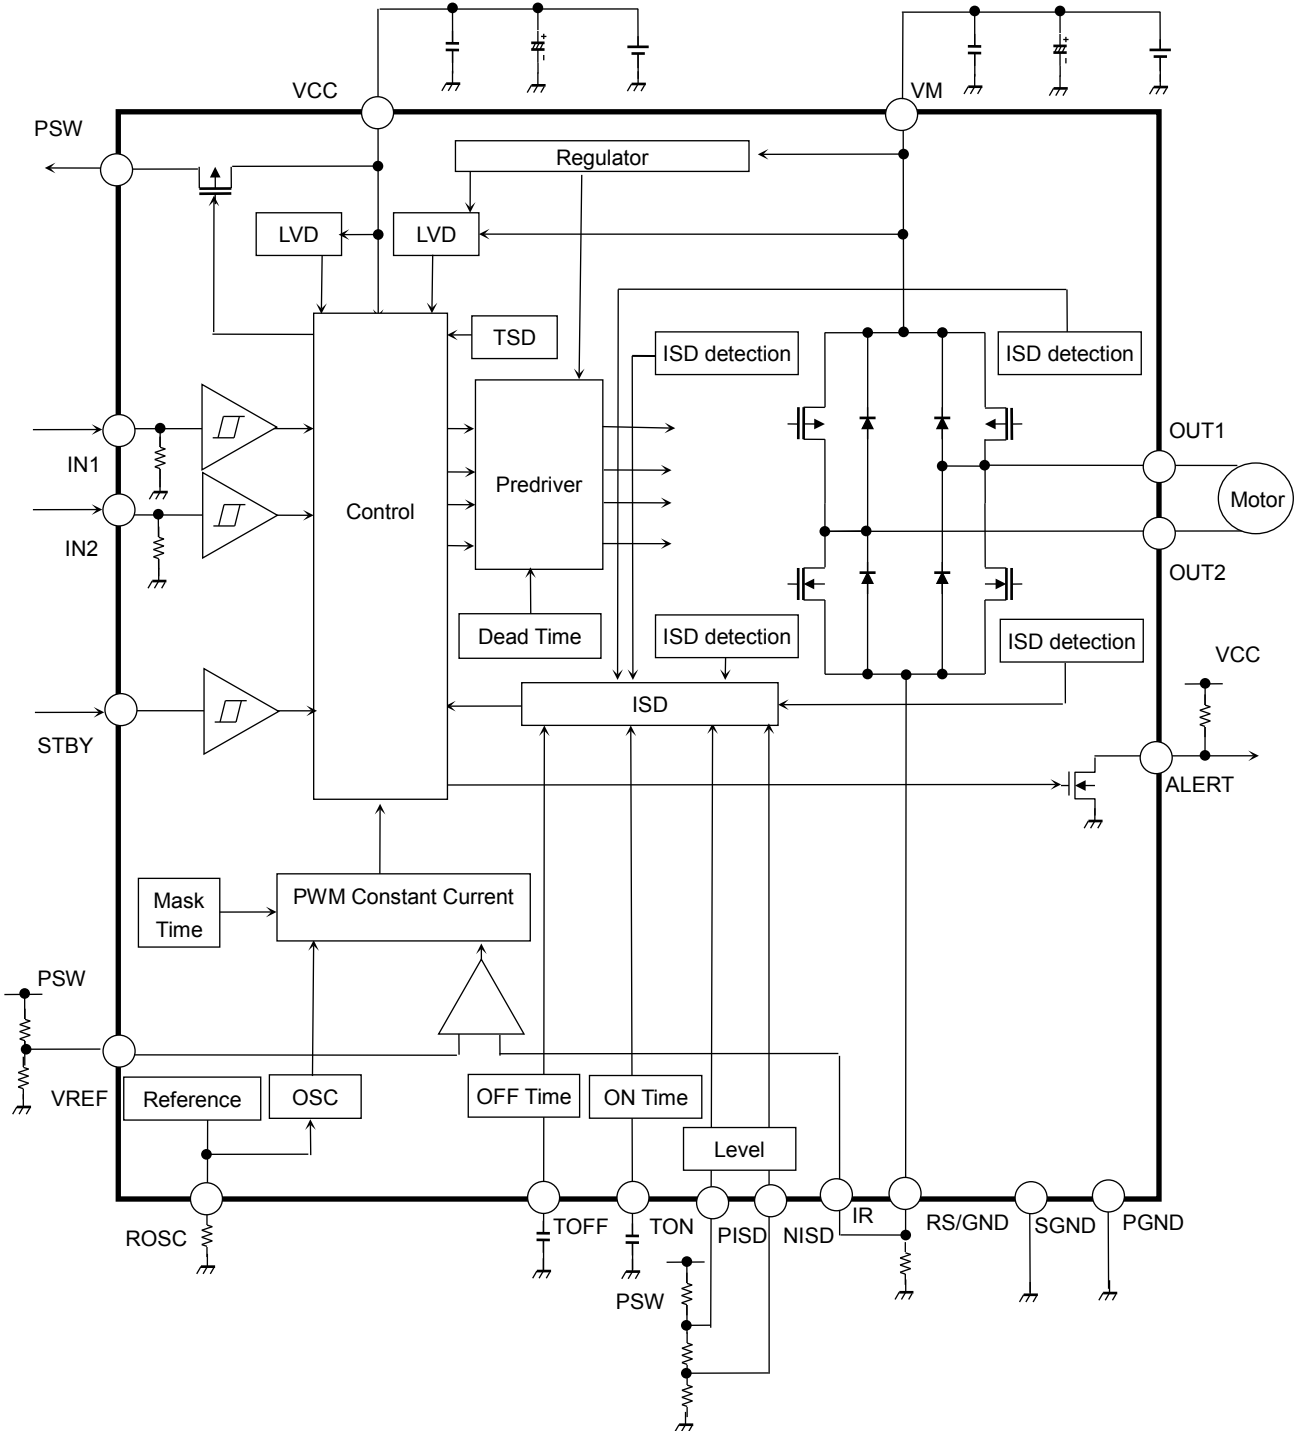 VCC
VM
PSW
Regulator
LVD
LVD
TSD
ISD detection
ISD detection
OUT1
IN1
Motor
Predriver
Control
IN2
OUT2
Dead Time
ISD detection
ISD detection
VCC
ISD
STBY
ALERT
PWM Constant Current
Mask
Time
PSW
VREF
Reference
OSC
OFF Time
ON Time
Level
ROSC
TOFF
TON
PISD
NISD
IR
RS/GND
SGND
PGND
PSW
+
-
+
-